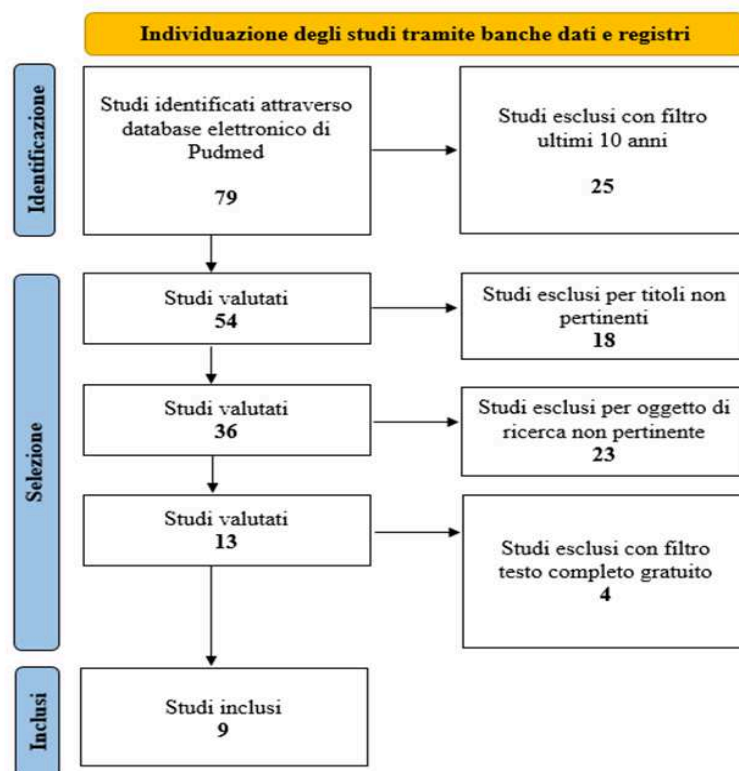 Individuazione degli studi tramite banche dati e registri
Identificazione
Studi identificati attraverso
database elettronico di
Pudmed
79
Studi esclusi con filtro
ultimi 10 anni
25
Selezione
Studi valutati
54
Studi esclusi per titoli non
pertinenti
18
Studi valutati
36
Studi esclusi per oggetto di
ricerca non pertinente
23
Studi valutati
13
Studi esclusi con filtro
testo completo gratuito
4
Inclusi
Studi inclusi
9